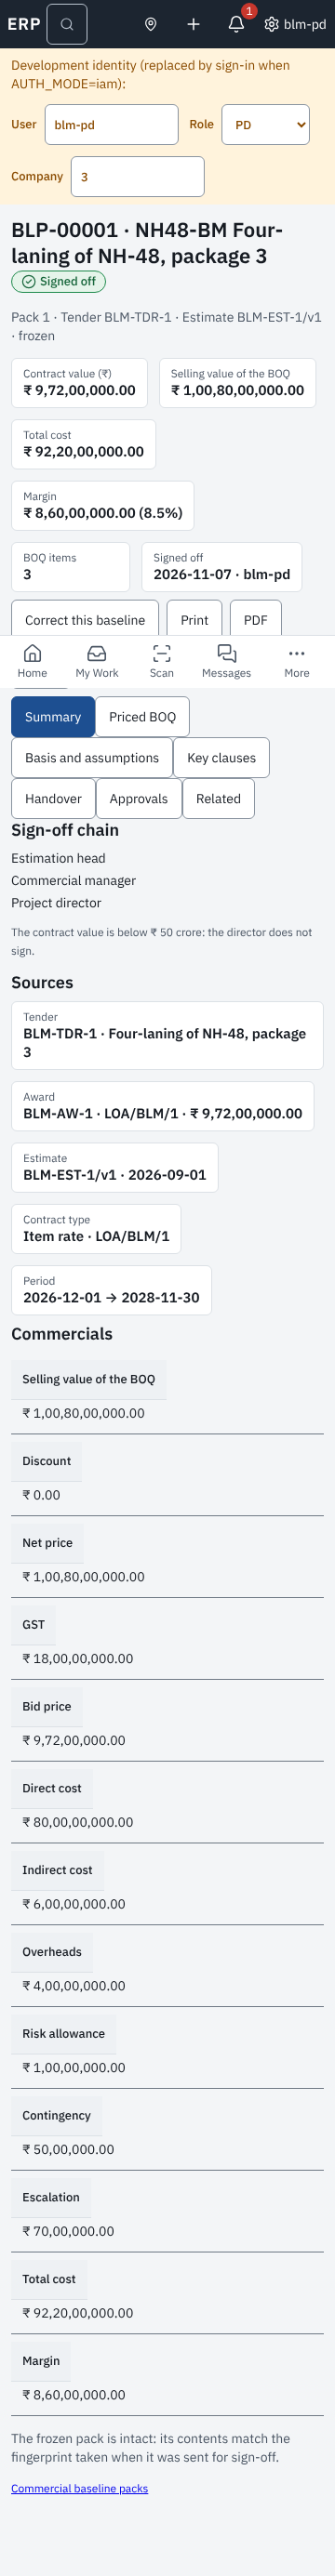 ERP
1
blm-pd
Development identity (replaced by sign-in when
AUTH_MODE=iam):
User blm-pd Role PD
Company 3
BLP-00001 · NH48-BM Four-
laning of NH-48, package 3
Signed off
Pack 1 · Tender BLM-TDR-1 · Estimate BLM-EST-1/v1
· frozen
Contract value (₹)
₹ 9,72,00,000.00
Selling value of the BOQ
₹ 1,00,80,00,000.00
Total cost
₹ 92,20,00,000.00
Margin
₹ 8,60,00,000.00 (8.5%)
BOQ items
3
Signed off
2026-11-07 · blm-pd
Correct this baseline Print PDF
Home My Work Scan Messages More
Summary Priced BOQ
Basis and assumptions Key clauses
Handover Approvals Related
Sign-off chain
Estimation head
Commercial manager
Project director
The contract value is below ₹ 50 crore: the director does not
sign.
Sources
Tender
BLM-TDR-1 · Four-laning of NH-48, package
3
Award
BLM-AW-1 · LOA/BLM/1 · ₹ 9,72,00,000.00
Estimate
BLM-EST-1/v1 · 2026-09-01
Contract type
Item rate · LOA/BLM/1
Period
2026-12-01 → 2028-11-30
Commercials
Selling value of the BOQ
₹ 1,00,80,00,000.00
Discount
₹ 0.00
Net price
₹ 1,00,80,00,000.00
GST
₹ 18,00,00,000.00
Bid price
₹ 9,72,00,000.00
Direct cost
₹ 80,00,00,000.00
Indirect cost
₹ 6,00,00,000.00
Overheads
₹ 4,00,00,000.00
Risk allowance
₹ 1,00,00,000.00
Contingency
₹ 50,00,000.00
Escalation
₹ 70,00,000.00
Total cost
₹ 92,20,00,000.00
Margin
₹ 8,60,00,000.00
The frozen pack is intact: its contents match the
fingerprint taken when it was sent for sign-off.
Commercial baseline packs